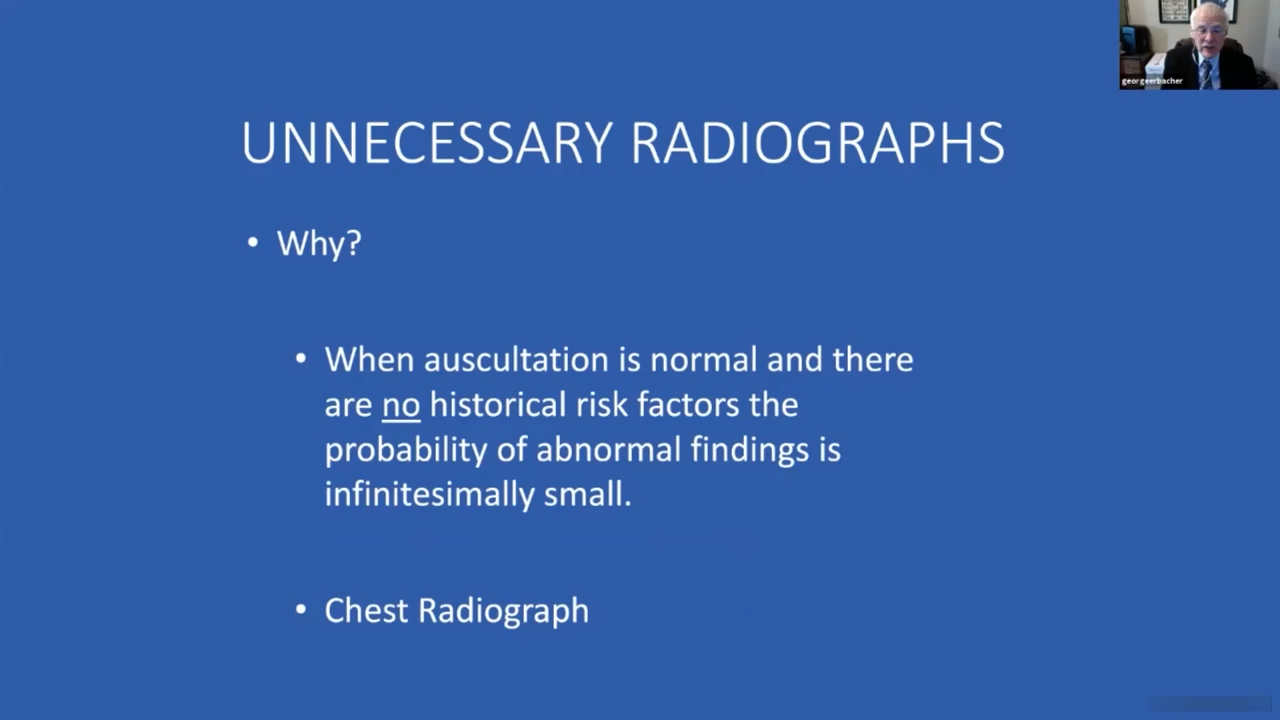 georgeerbacher
UNNECESSARY RADIOGRAPHS
• Why?
• When auscultation is normal and there
are no historical risk factors the
probability of abnormal findings is
infinitesimally small.
• Chest Radiograph